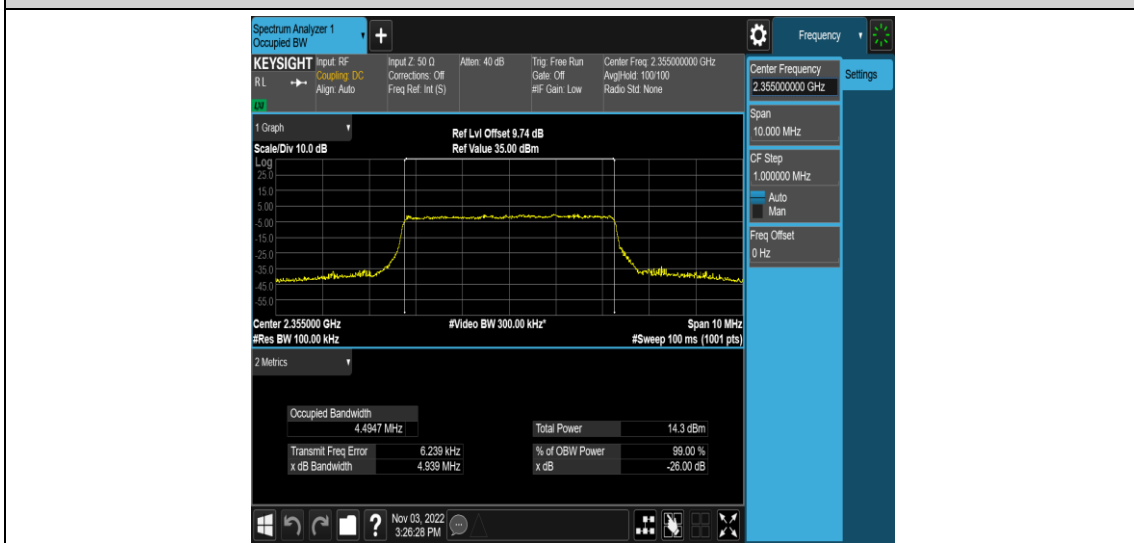 Spectrum Analyzer 1
Occupied BW
+
Frequency
KEYSIGHT
RL
Input: RF
Coupling: DC
Align: Auto
Input Z: 50 Ω
Corrections: Off
Freq Ref: Int (S)
Atten: 40 dB
Trig: Free Run
Gate: Off
#IF Gain: Low
Center Freq: 2.355000000 GHz
Avg|Hold: 100/100
Radio Std: None
Center Frequency
2.355000000 GHz
Settings
Span
10.000 MHz
CF Step
1.000000 MHz
Auto
Man
Freq Offset
0 Hz
1 Graph
Ref Lvl Offset 9.74 dB
Scale/Div 10.0 dB
Ref Value 35.00 dBm
Log
25.0
15.0
5.00
-5.00
-15.0
-25.0
-35.0
-45.0
-55.0
Center 2.355000 GHz
#Video BW 300.00 kHz*
Span 10 MHz
#Res BW 100.00 kHz
#Sweep 100 ms (1001 pts)
2 Metrics
Occupied Bandwidth
4.4947 MHz
Total Power
14.3 dBm
Transmit Freq Error
6.239 kHz
% of OBW Power
99.00 %
x dB Bandwidth
4.939 MHz
x dB
-26.00 dB
?
Nov 03, 2022
3:26:28 PM